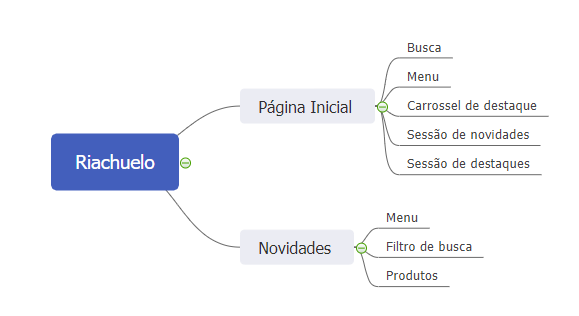 Riachuelo
Página Inicial
Busca
Menu
Carrossel de destaque
Sessão de novidades
Sessão de destaques
Novidades
Menu
Filtro de busca
Produtos